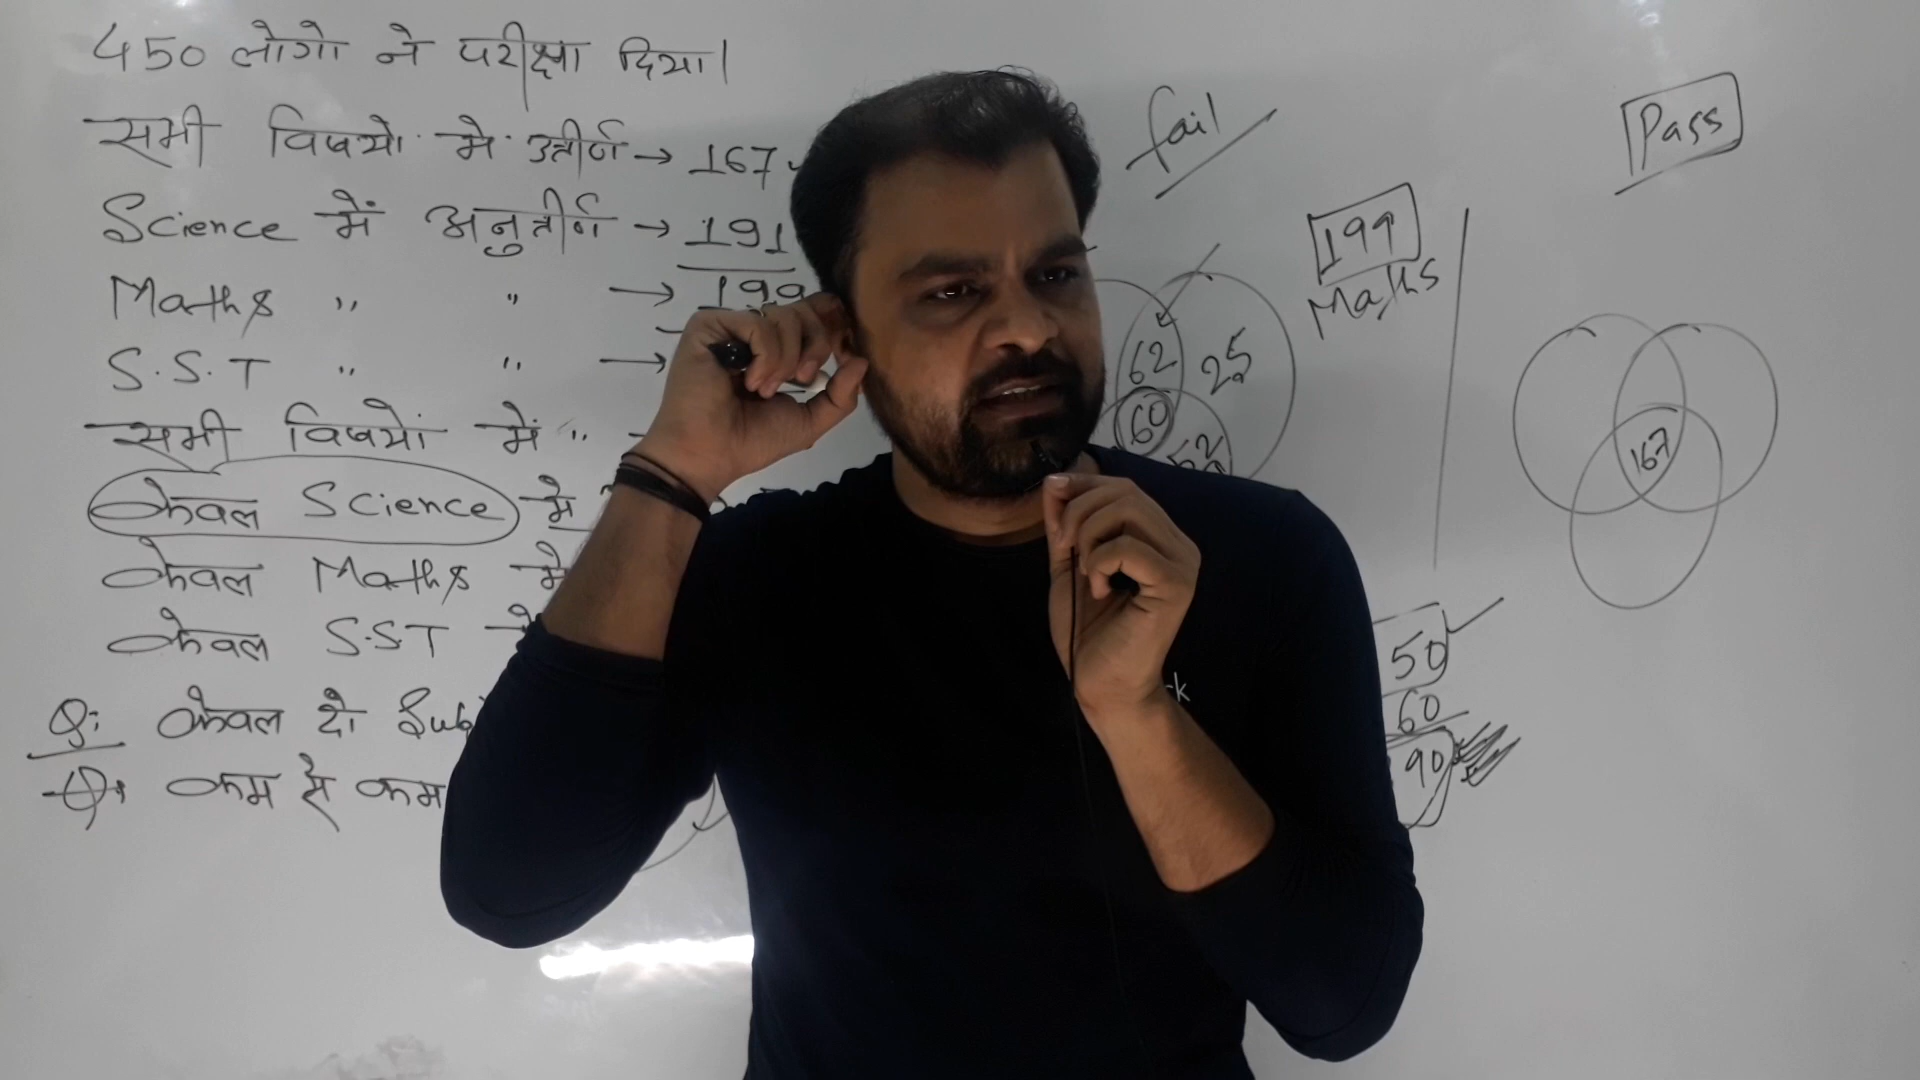 450 लोगो ने परीक्षा दिया।
सभी विषयो में उतीर्ण → 167
Science में अनुतीर्ण → 191
Maths " " → 199
S.S.T " " →
सभी विषयों में "
केवल Science मे
केवल Maths मे
केवल S.S.T
Q: केवल दो Sub
Q: कम से कम
fail
199
Maths
62
25
60
52
50
60
90
Pass
167